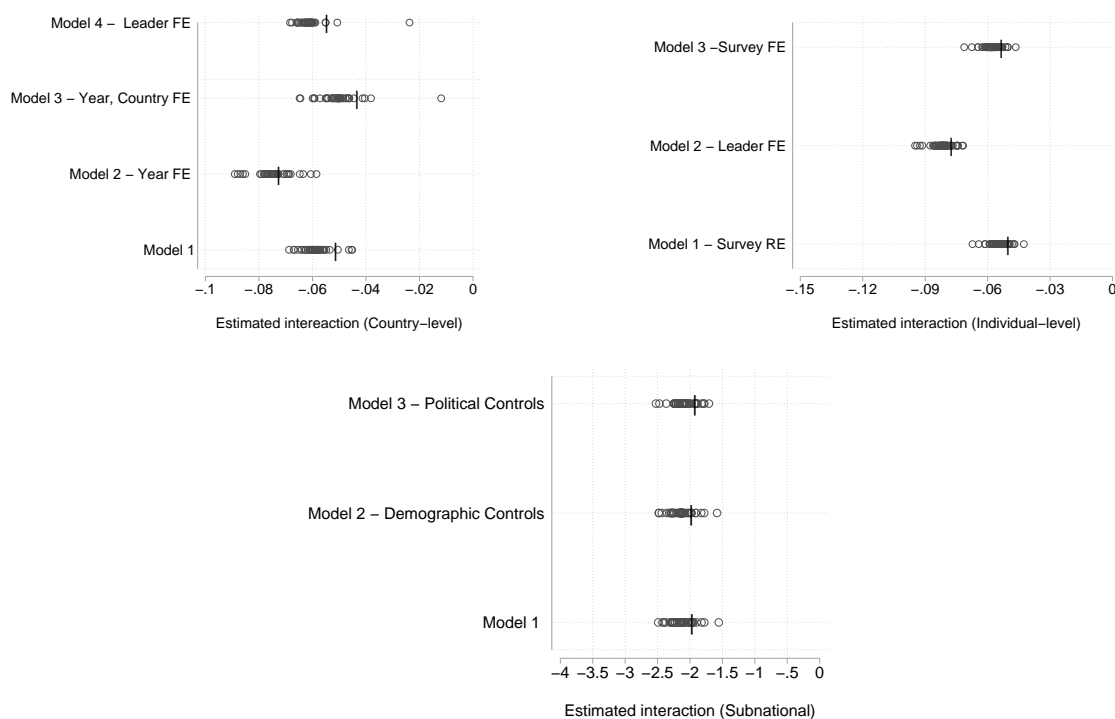 Model 4 − Leader FE
Model 3 − Year, Country FE
Model 2 − Year FE
Model 1
−.1 −.08 −.06 −.04 −.02 0
Estimated intereaction (Country−level)
Model 3 −Survey FE
Model 2 − Leader FE
Model 1 − Survey RE
−.15 −.12 −.09 −.06 −.03 0
Estimated interaction (Individual−level)
Model 3 − Political Controls
Model 2 − Demographic Controls
Model 1
−4 −3.5 −3 −2.5 −2 −1.5 −1 −.5 0
Estimated interaction (Subnational)